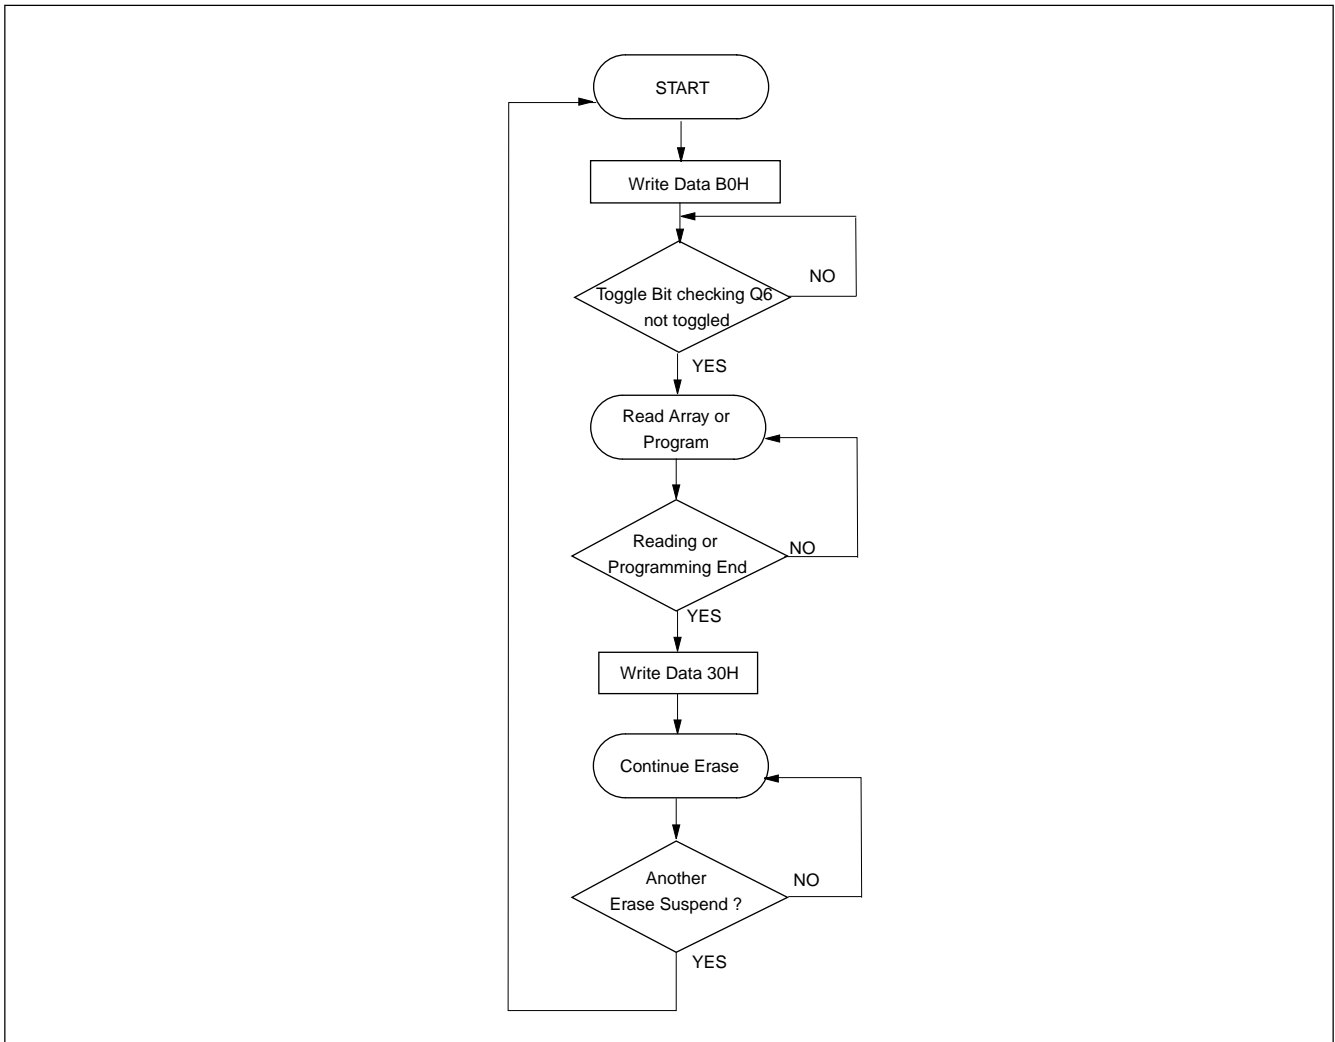 START
Write Data B0H
NO
Toggle Bit checking Q6
not toggled
YES
Read Array or
Program
Reading or
NO
Programming End
YES
Write Data 30H
Continue Erase
Another
NO
Erase Suspend ?
YES